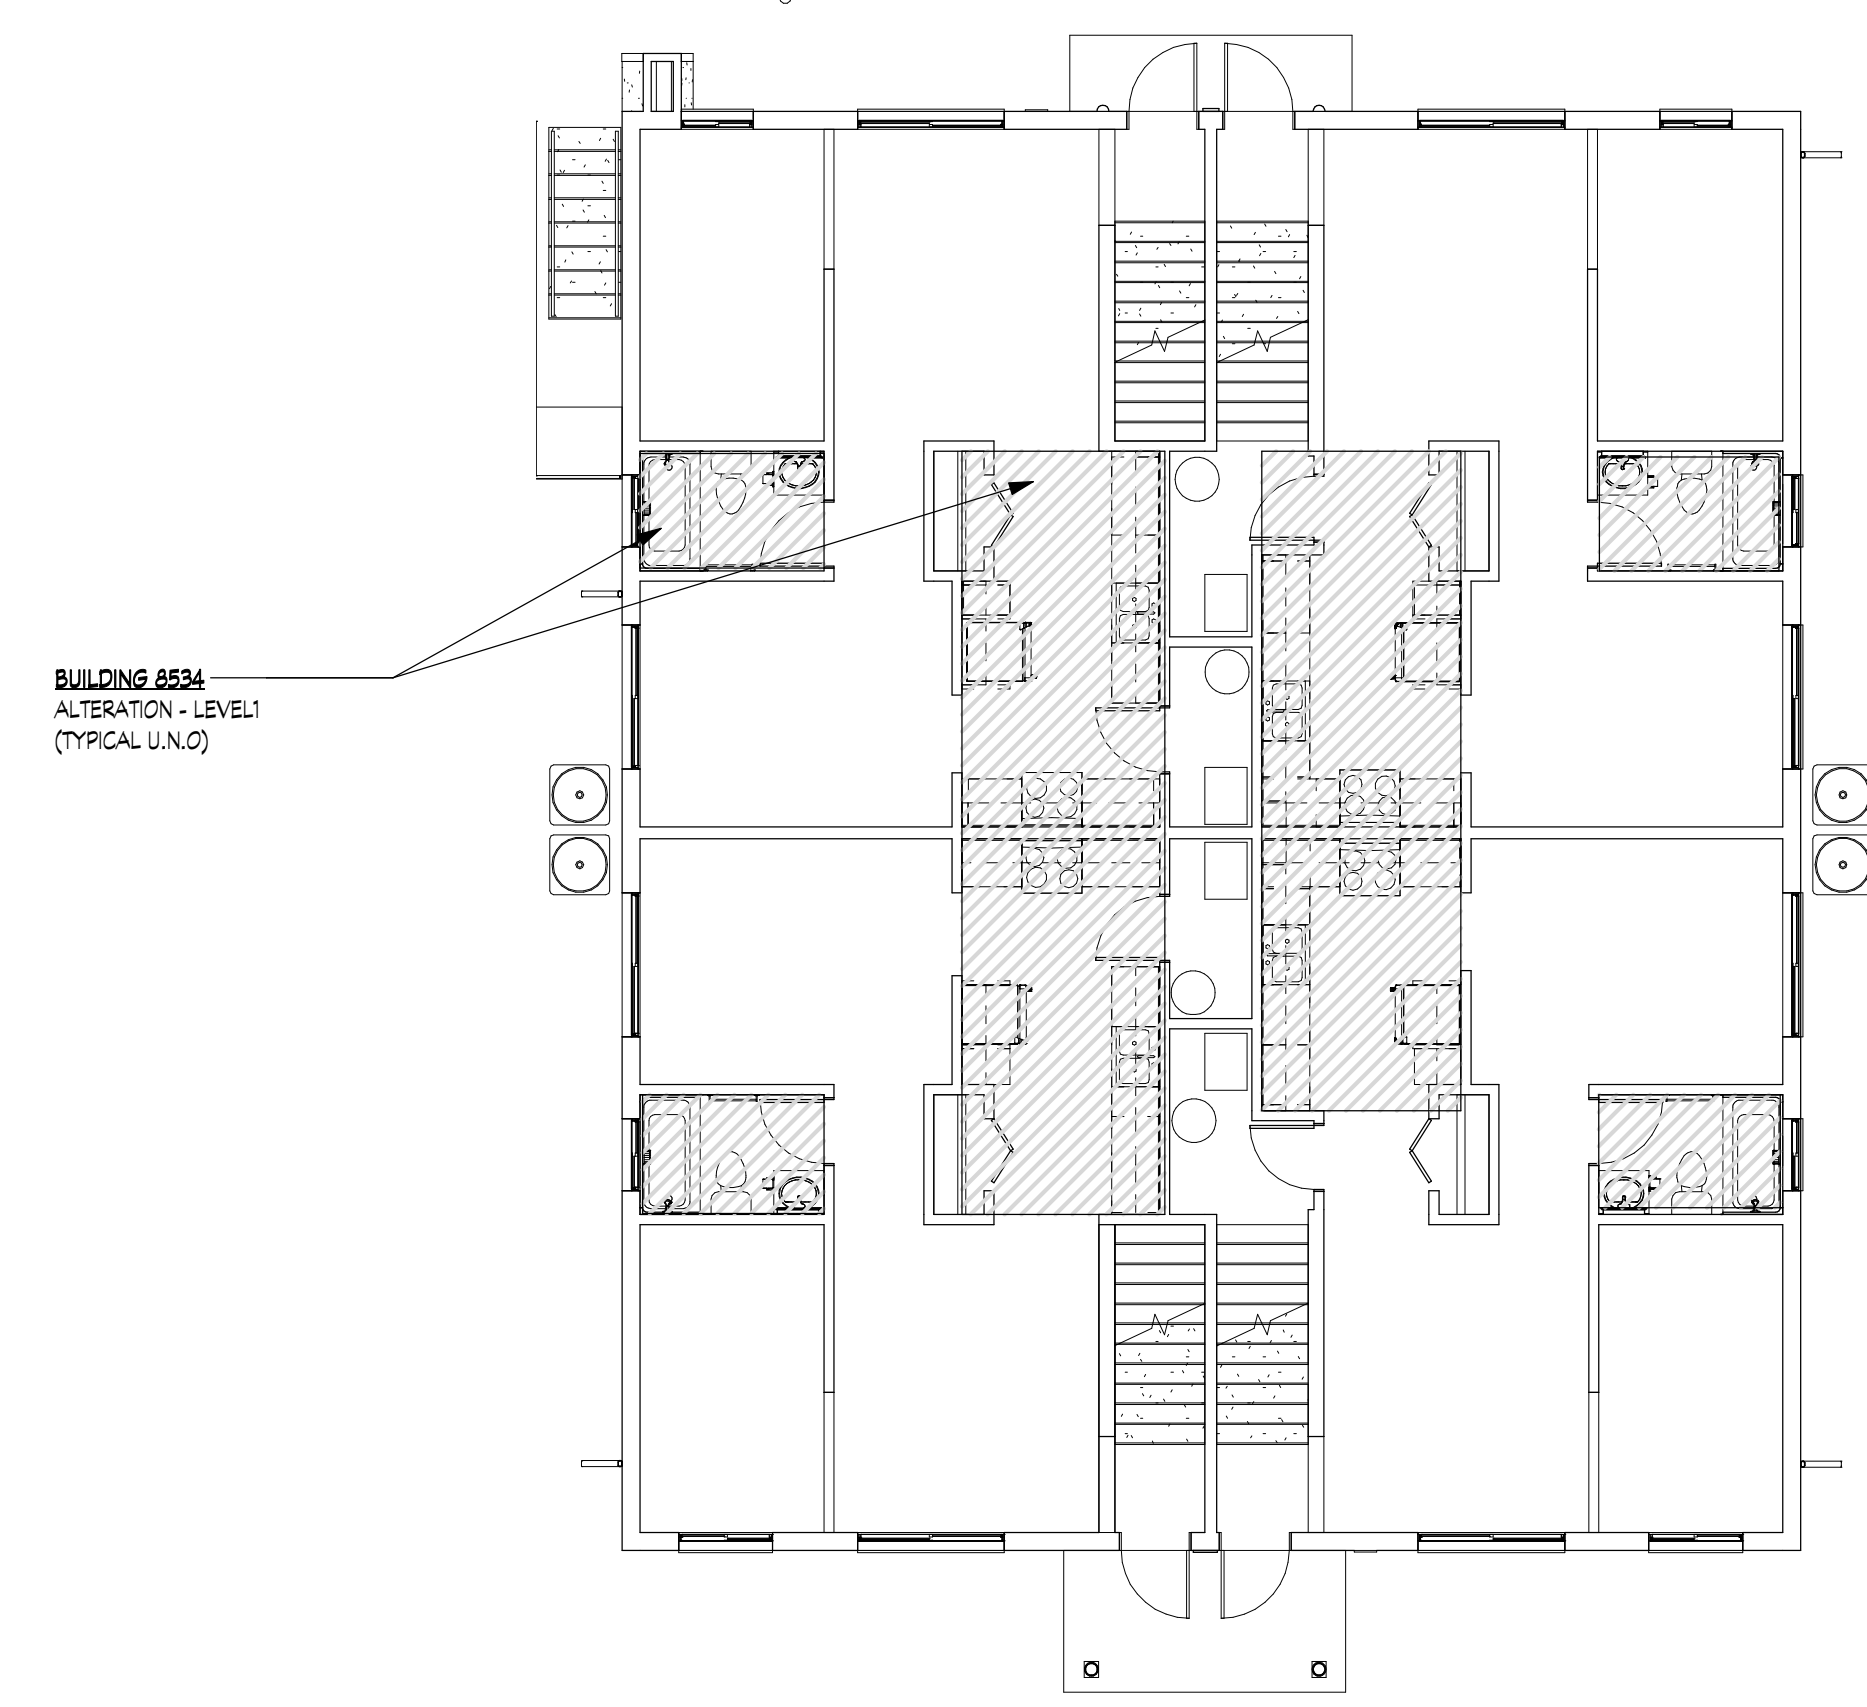 BUILDING 8534
ALTERATION - LEVEL1
(TYPICAL U.N.O)